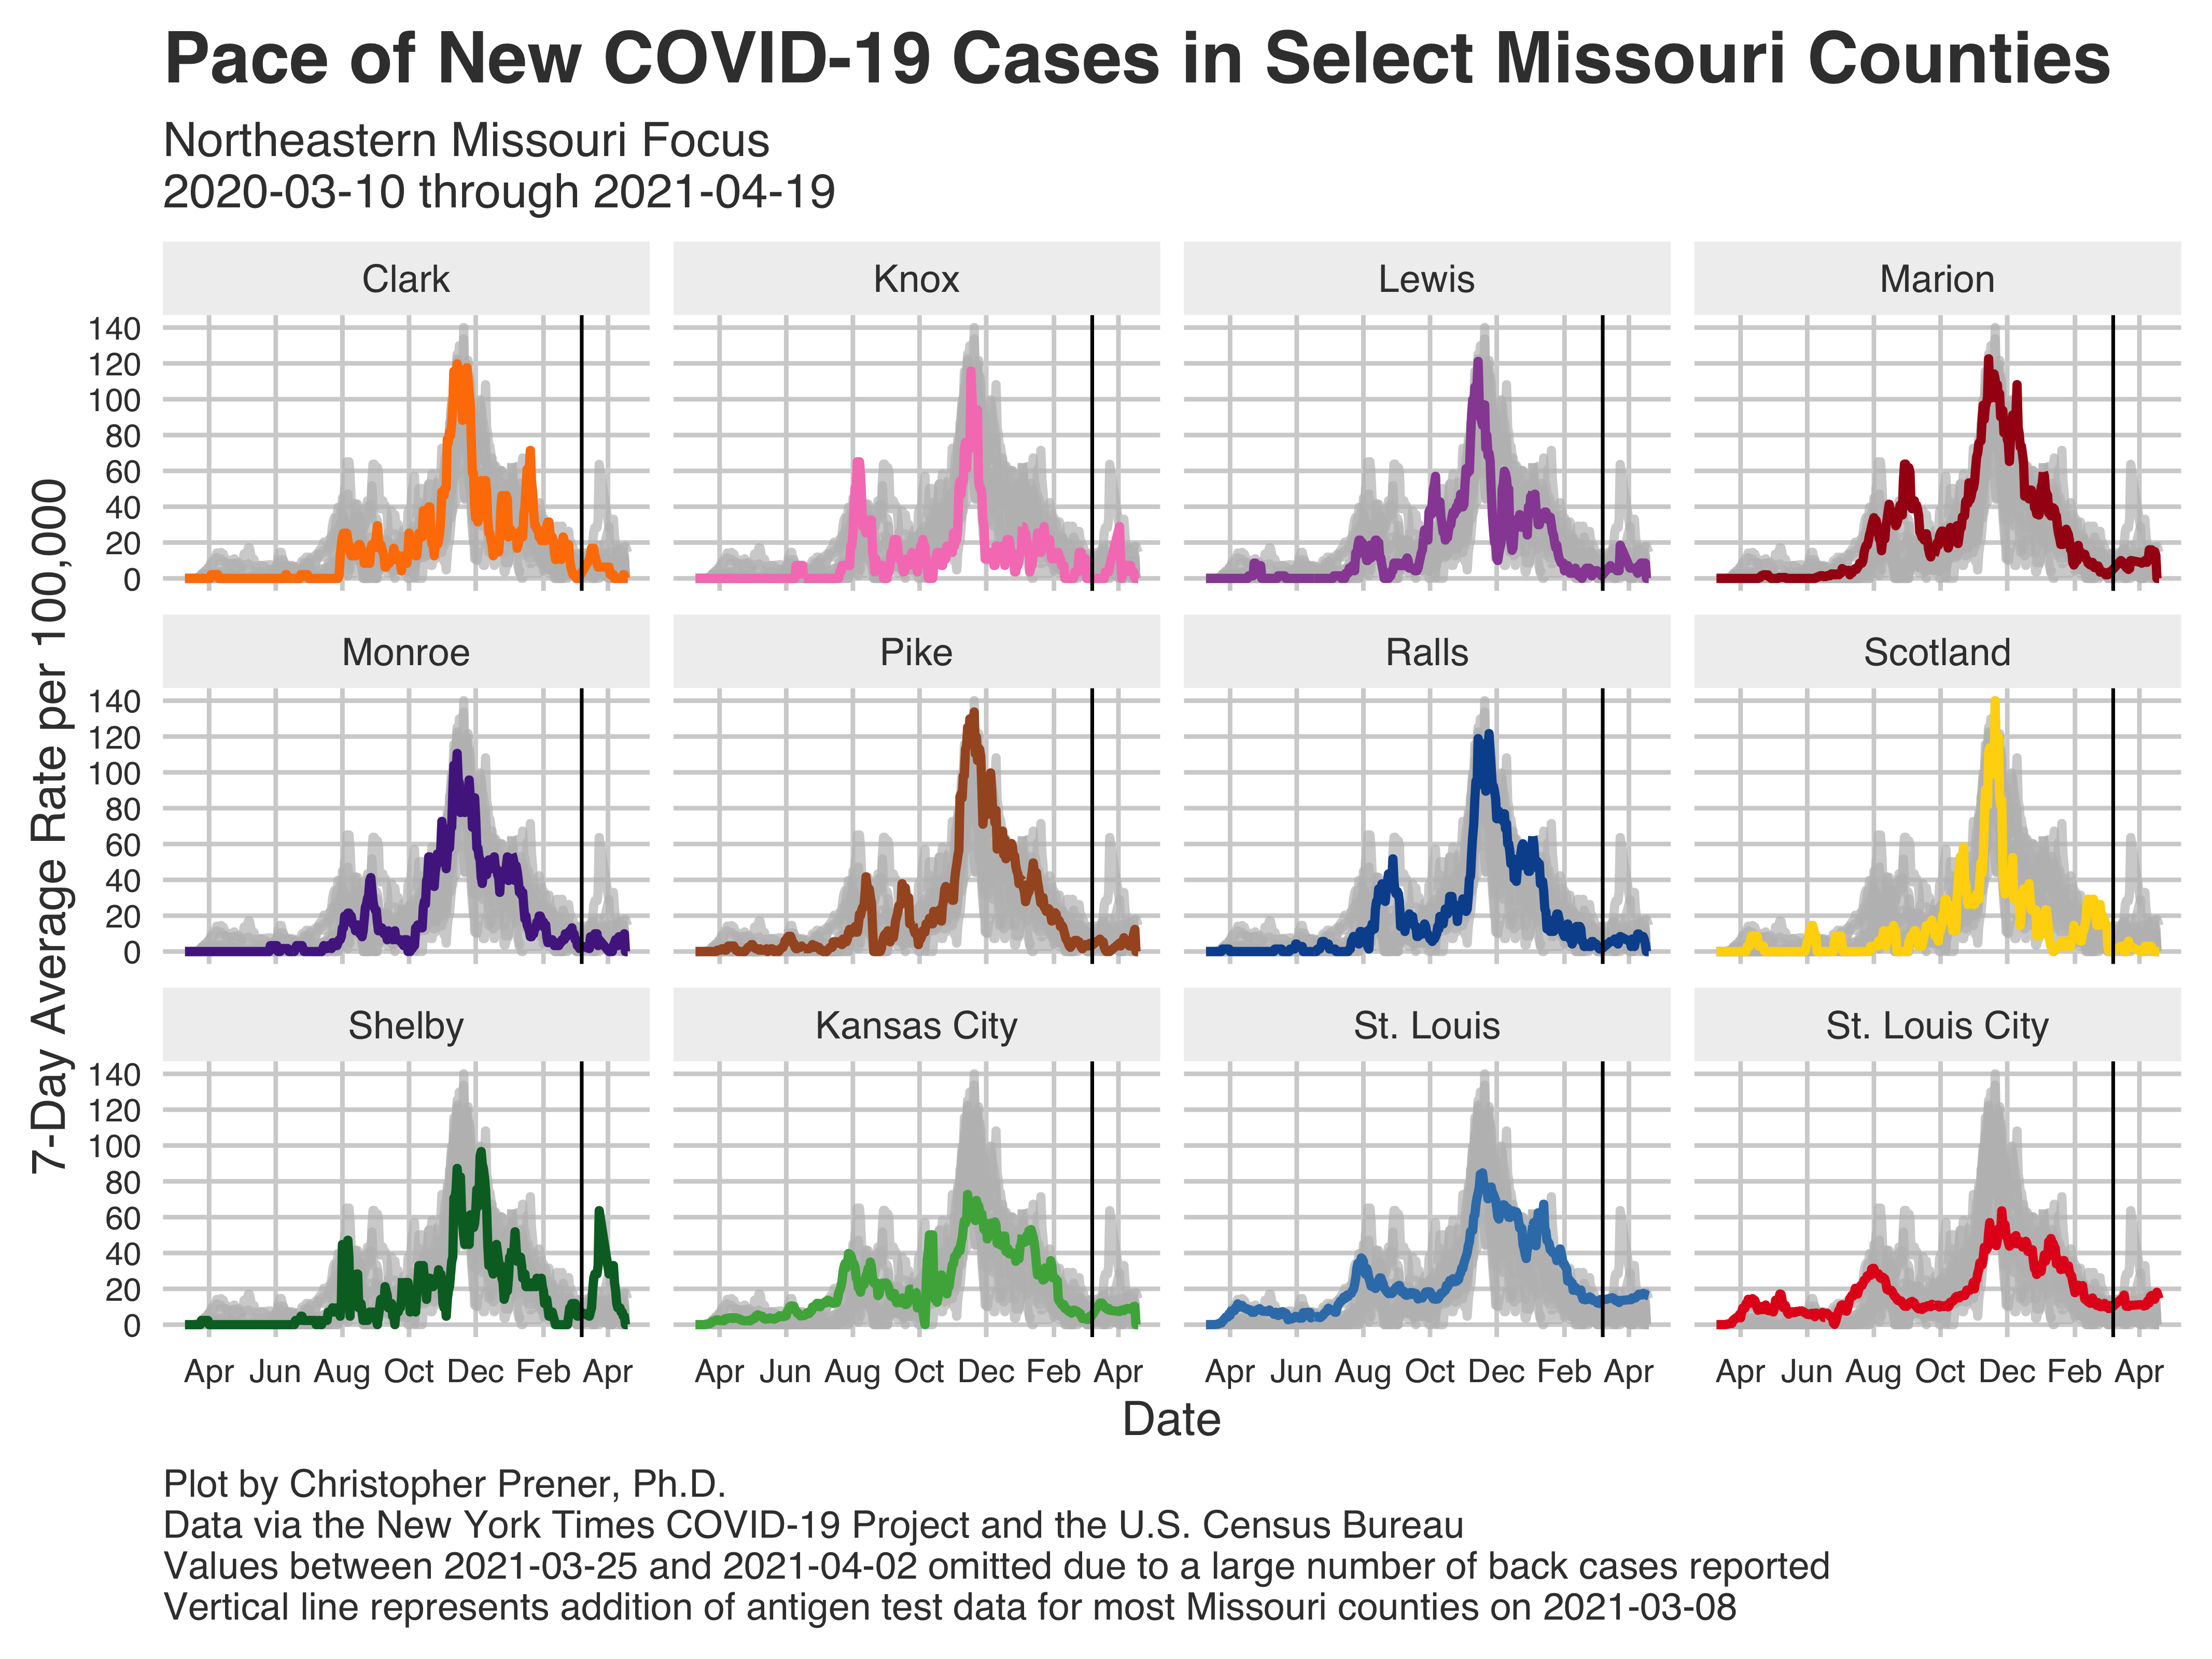 Pace of New COVID-19 Cases in Select Missouri Counties
Northeastern Missouri Focus
2020-03-10 through 2021-04-19
7-Day Average Rate per 100,000
Clark Knox Lewis Marion
140
120
100
80
60
40
20
0
Monroe Pike Ralls Scotland
140
120
100
80
60
40
20
0
Shelby Kansas City St. Louis St. Louis City
140
120
100
80
60
40
20
0
Apr Jun Aug Oct Dec Feb Apr Apr Jun Aug Oct Dec Feb Apr Apr Jun Aug Oct Dec Feb Apr Apr Jun Aug Oct Dec Feb Apr
Date
Plot by Christopher Prener, Ph.D.
Data via the New York Times COVID-19 Project and the U.S. Census Bureau
Values between 2021-03-25 and 2021-04-02 omitted due to a large number of back cases reported
Vertical line represents addition of antigen test data for most Missouri counties on 2021-03-08